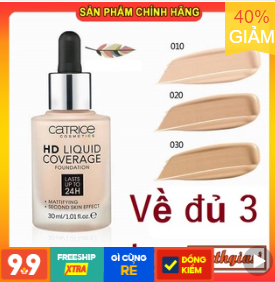 SẢN PHẨM CHÍNH HÃNG
40%
GIẢM
010
020
030
CATRICE
COSMETICS
HD LIQUID
COVERAGE
FOUNDATION
LASTS
UP TO
24H
• MATTIFYING
• SECOND SKIN EFFECT
30 ml/1.01 fl.oz.℮
Về đủ 3
9.9
FREESHIP
XTRA
GÌ CŨNG
RẺ
ĐỒNG
KIỂM